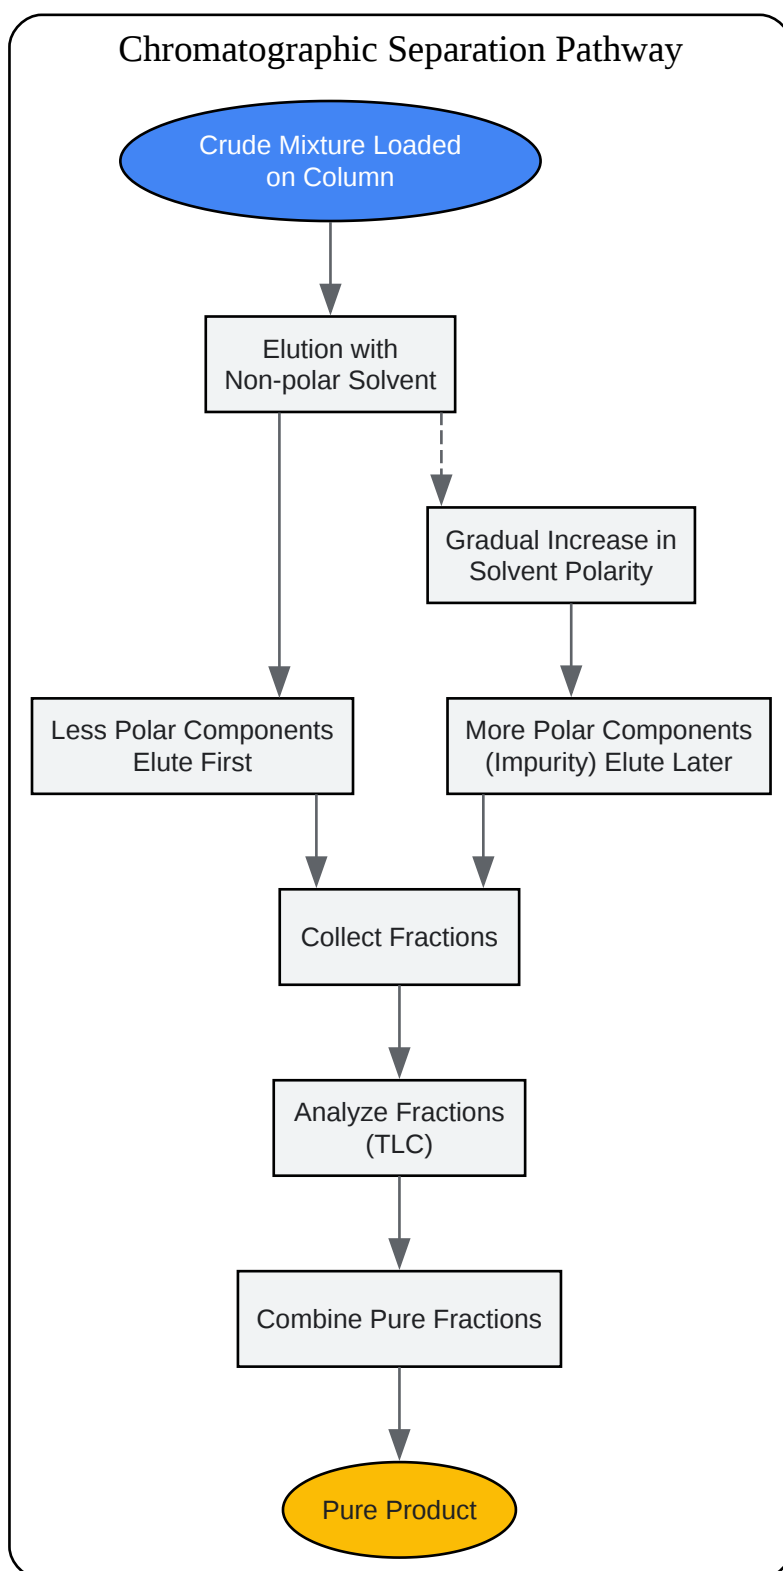 Chromatographic Separation Pathway
Crude Mixture Loaded
on Column
Elution with
Non-polar Solvent
Gradual Increase in
Solvent Polarity
Less Polar Components
Elute First
More Polar Components
(Impurity) Elute Later
Collect Fractions
Analyze Fractions
(TLC)
Combine Pure Fractions
Pure Product